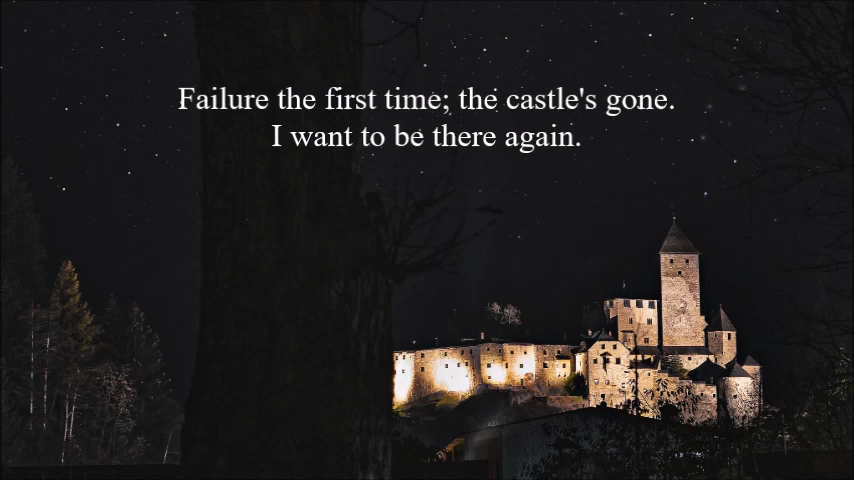 Failure the first time; the castle's gone.
I want to be there again.